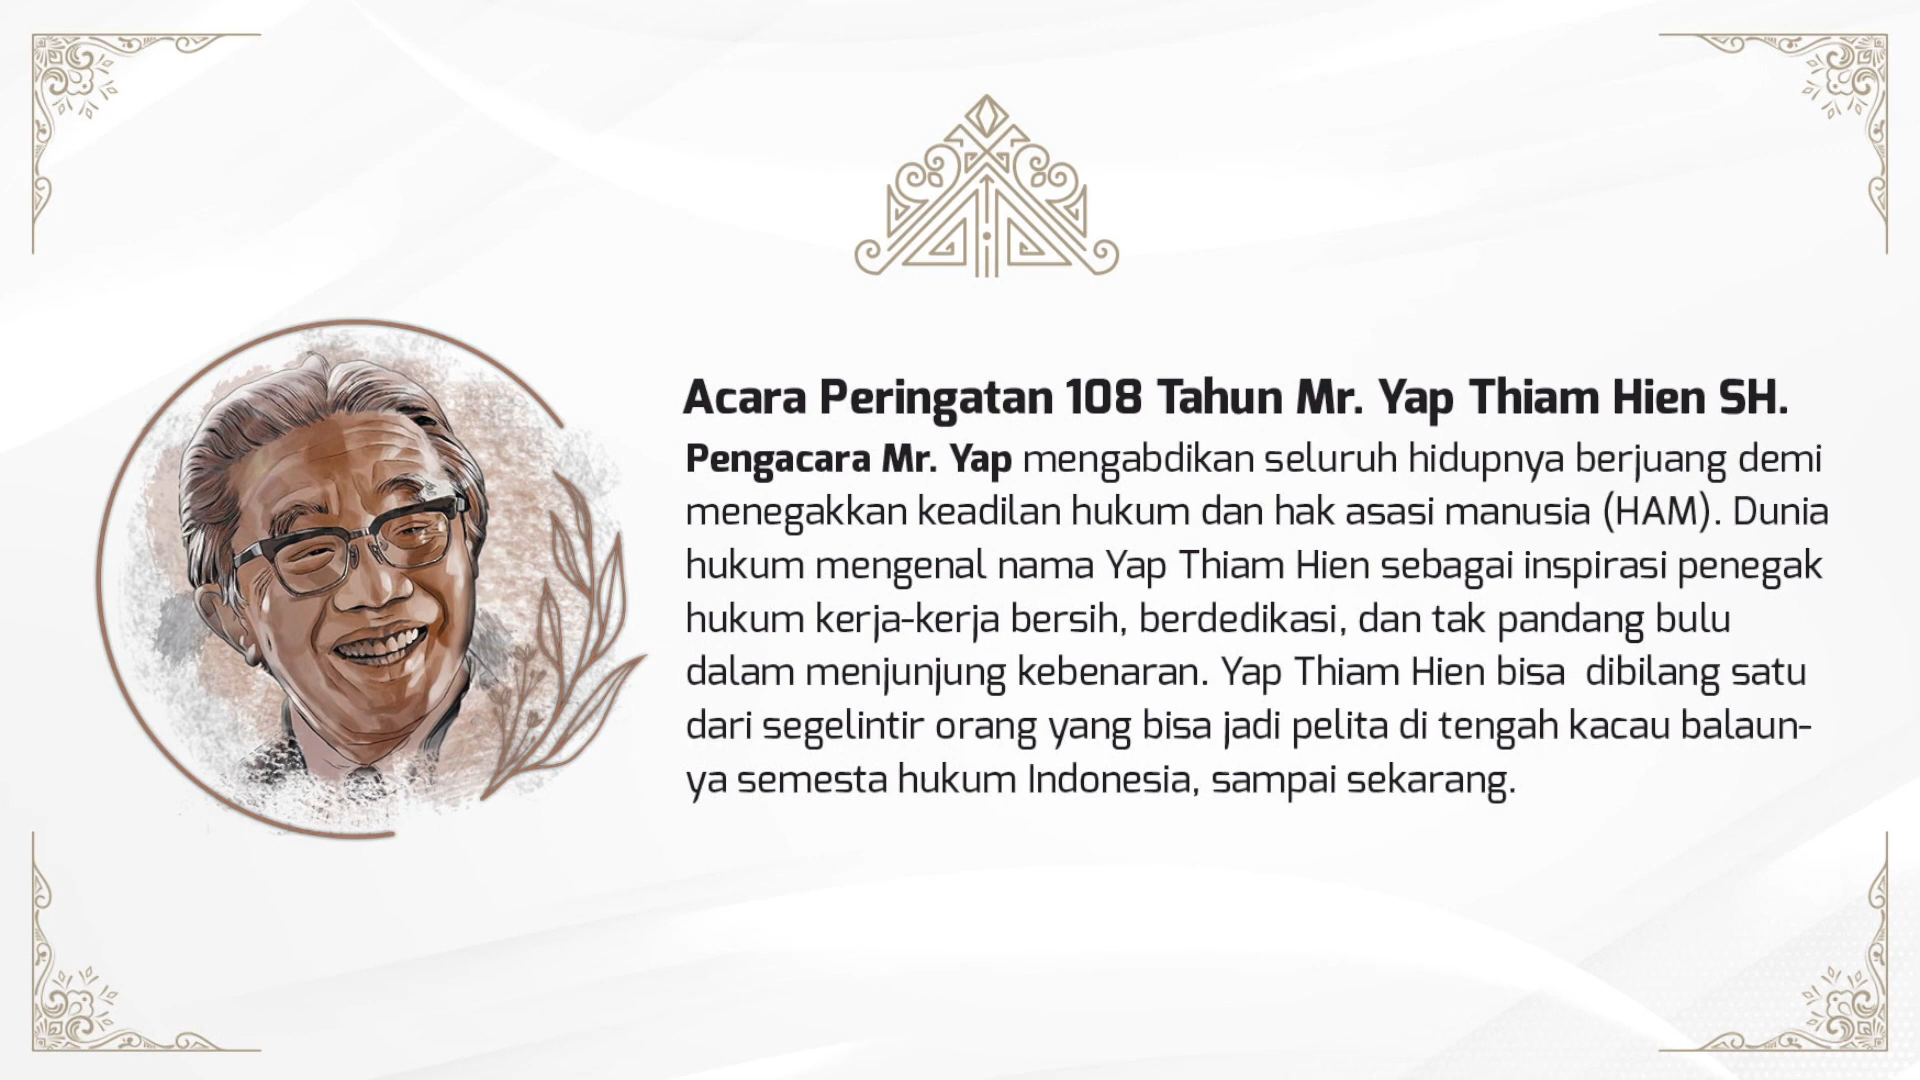 Acara Peringatan 108 Tahun Mr. Yap Thiam Hien SH.
Pengacara Mr. Yap mengabdikan seluruh hidupnya berjuang demi
menegakkan keadilan hukum dan hak asasi manusia (HAM). Dunia
hukum mengenal nama Yap Thiam Hien sebagai inspirasi penegak
hukum kerja-kerja bersih, berdedikasi, dan tak pandang bulu
dalam menjunjung kebenaran. Yap Thiam Hien bisa  dibilang satu
dari segelintir orang yang bisa jadi pelita di tengah kacau balaun-
ya semesta hukum Indonesia, sampai sekarang.